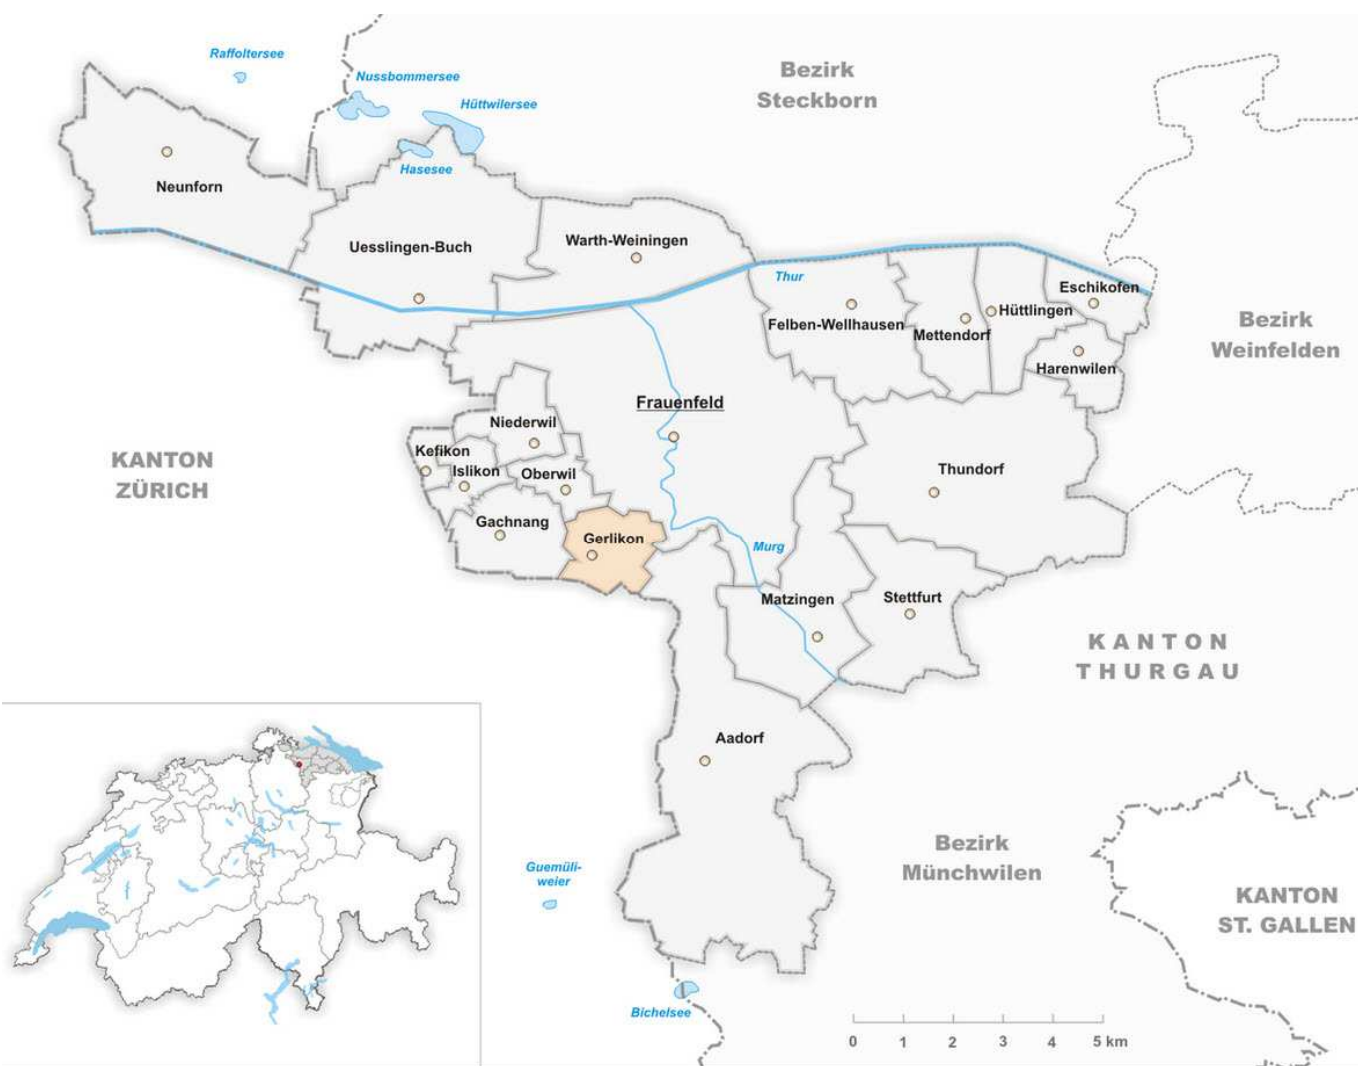 Raffoltersee
Nussbommersee
Hüttwilersee
Hasesee
Bezirk
Steckborn
Neunforn
Uesslingen-Buch
Warth-Weiningen
Thur
Eschikofen
Hüttlingen
Felben-Wellhausen
Mettendorf
Harenwilen
Bezirk
Weinfelden
Frauenfeld
Niederwil
Kefikon
Islikon
Oberwil
KANTON
ZÜRICH
Thundorf
Gachnang
Gerlikon
Murg
Matzingen
Stettfurt
KANTON
THURGAU
Aadorf
Bezirk
Münchwilen
Guemüli-
weier
KANTON
ST. GALLEN
Bichelsee
0 1 2 3 4 5 km